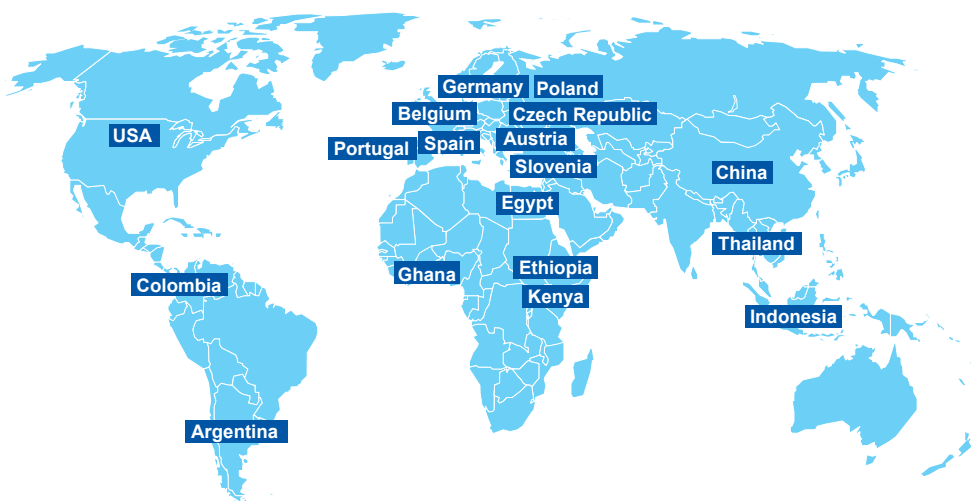 Germany
Poland
Belgium
Czech Republic
USA
Austria
Spain
Portugal
Slovenia
China
Egypt
Thailand
Ghana
Ethiopia
Colombia
Kenya
Indonesia
Argentina